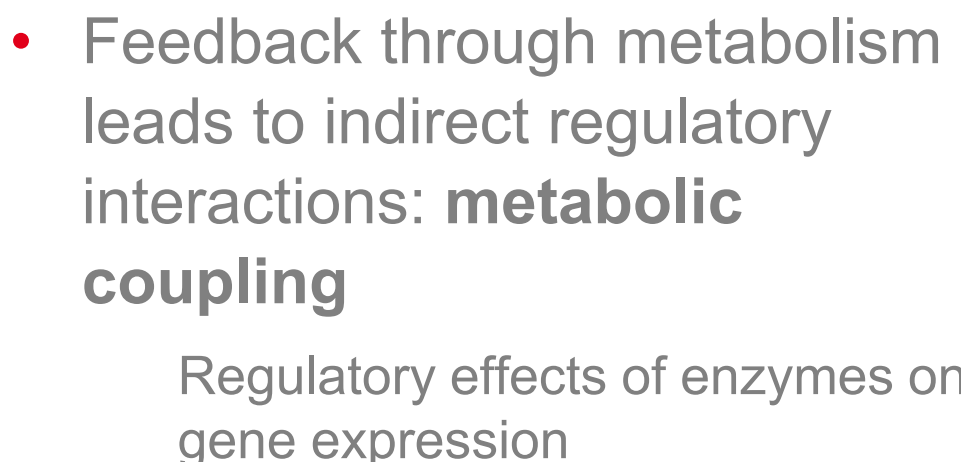 • Feedback through metabolism
leads to indirect regulatory
interactions: metabolic
coupling
Regulatory effects of enzymes on
gene expression